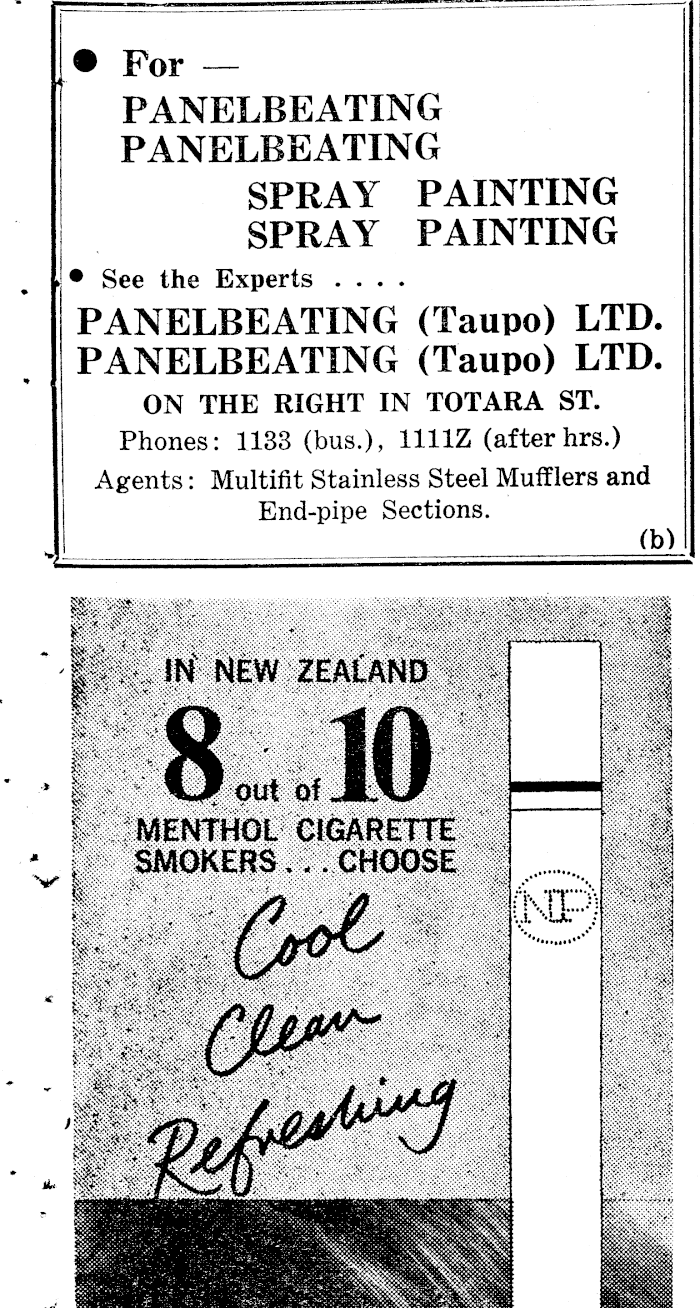 ● For —
PANELBEATING
PANELBEATING
SPRAY PAINTING
SPRAY PAINTING
● See the Experts . . . .
PANELBEATING (Taupo) LTD.
PANELBEATING (Taupo) LTD.
ON THE RIGHT IN TOTARA ST.
Phones: 1133 (bus.), 1111Z (after hrs.)
Agents: Multifit Stainless Steel Mufflers and
End-pipe Sections.
(b)
IN NEW ZEALAND
8 out of 10
MENTHOL CIGARETTE
SMOKERS . . . CHOOSE
Cool
Clean
Refreshing
NP